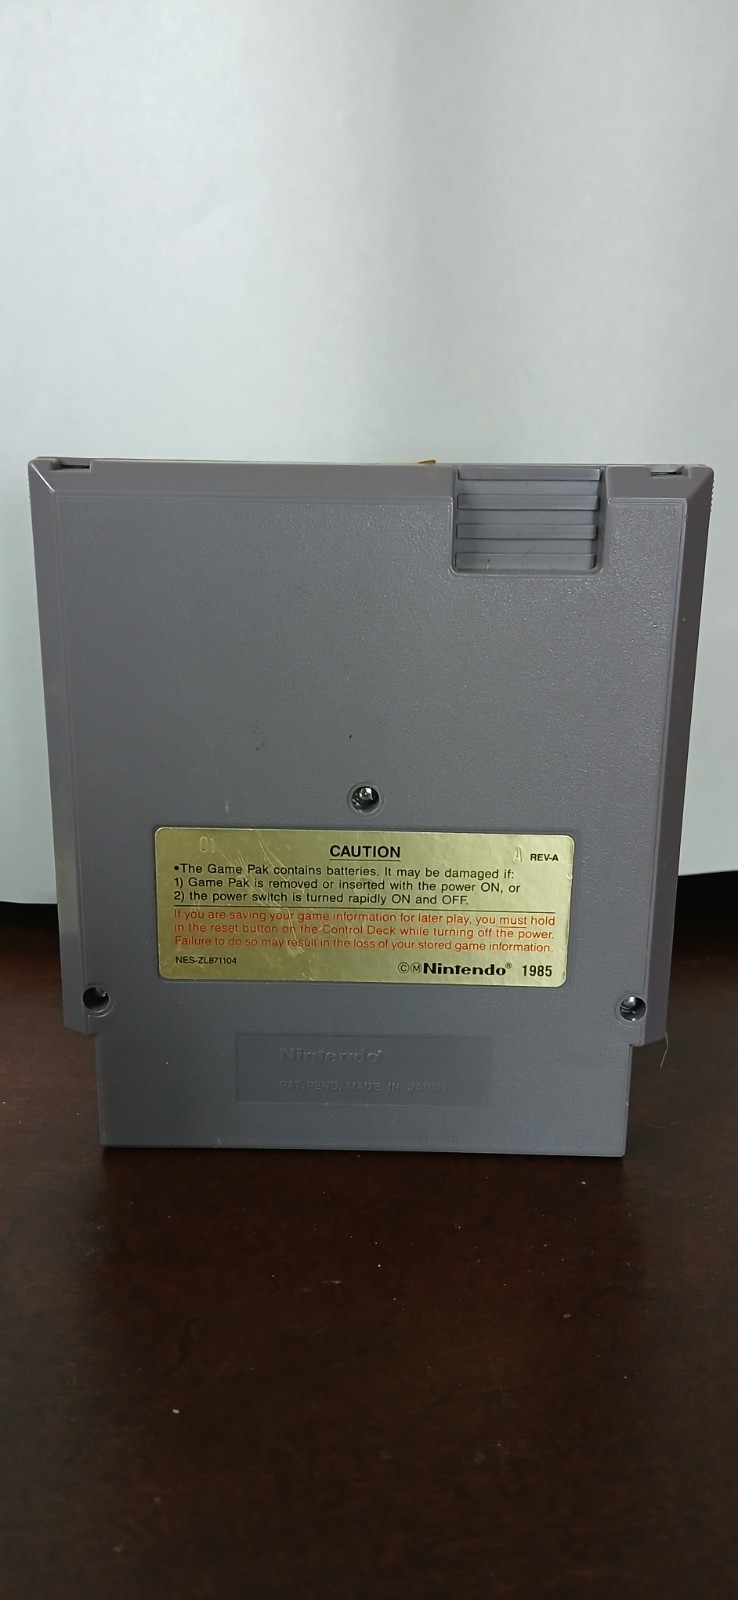 01
CAUTION
A REV-A
•The Game Pak contains batteries. It may be damaged if:
1) Game Pak is removed or inserted with the power ON, or
2) the power switch is turned rapidly ON and OFF.
If you are saving your game information for later play, you must hold
in the reset button on the Control Deck while turning off the power.
Failure to do so may result in the loss of your stored game information.
NES-ZL871104
©Ⓜ Nintendo® 1985
Nintendo®
PAT. PEND. MADE IN JAPAN